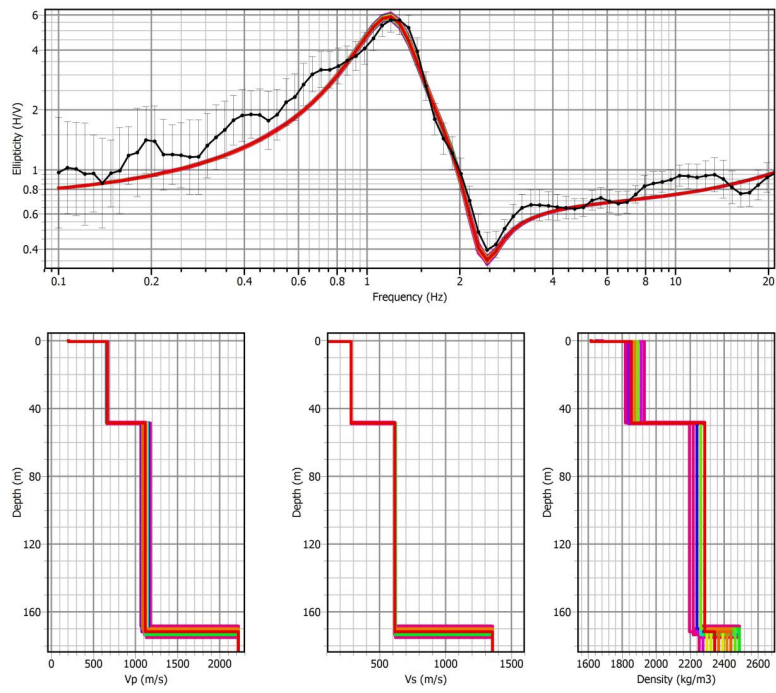 6
4
2
1
0.8
0.6
0.4
Ellipticity (H/V)
0.1 0.2 0.4 0.6 0.8 1 2 4 6 8 10 20
Frequency (Hz)
0
40
80
120
160
Depth (m)
0 500 1000 1500 2000
Vp (m/s)
0
40
80
120
160
Depth (m)
500 1000 1500
Vs (m/s)
0
40
80
120
160
Depth (m)
1600 1800 2000 2200 2400 2600
Density (kg/m3)